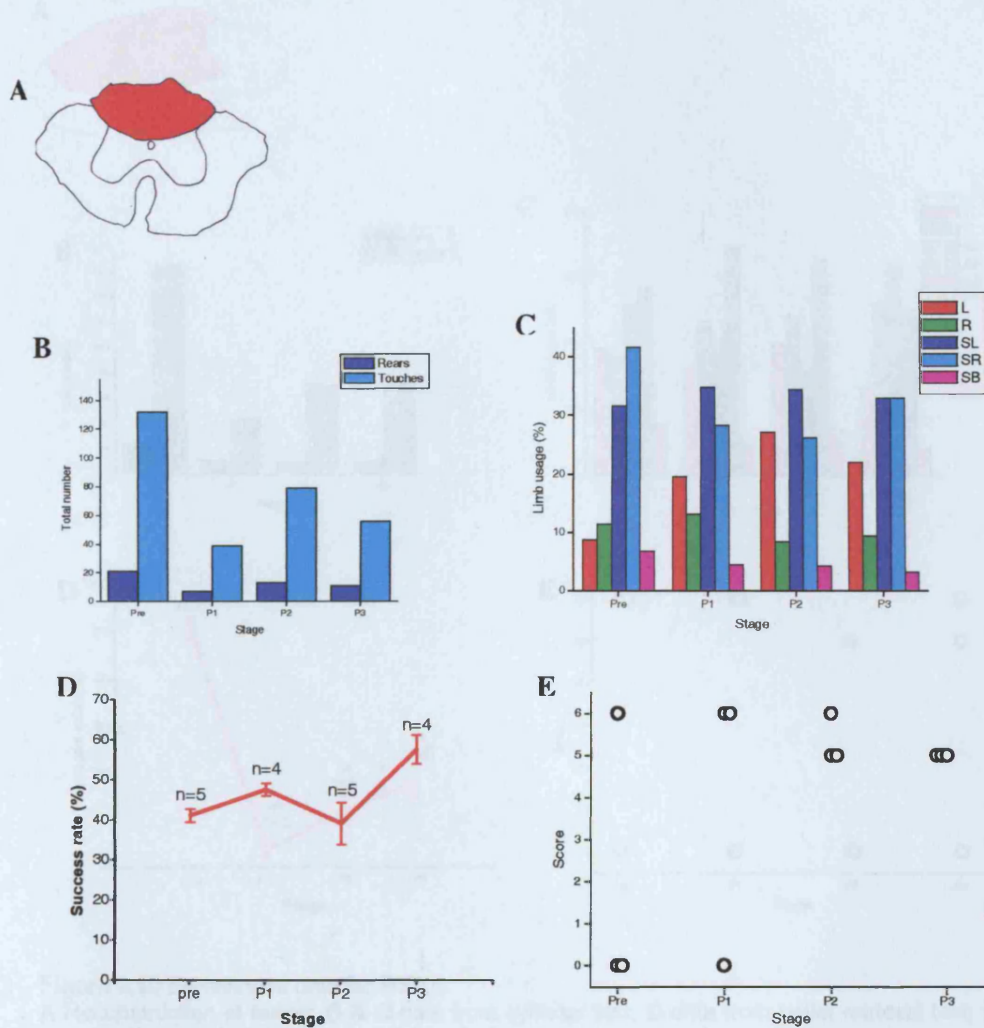 A
B
Rears
Touches
Total number
140
120
100
80
60
40
20
0
Pre
P1
P2
P3
Stage
C
L
R
SL
SR
SB
Limb usage (%)
40
30
20
10
0
Pre
P1
P2
P3
Stage
D
Success rate (%)
70
60
50
40
30
20
10
0
n=5
n=4
n=5
n=4
pre
P1
P2
P3
Stage
E
Score
6
5
4
3
2
1
0
Pre
P1
P2
P3
Stage